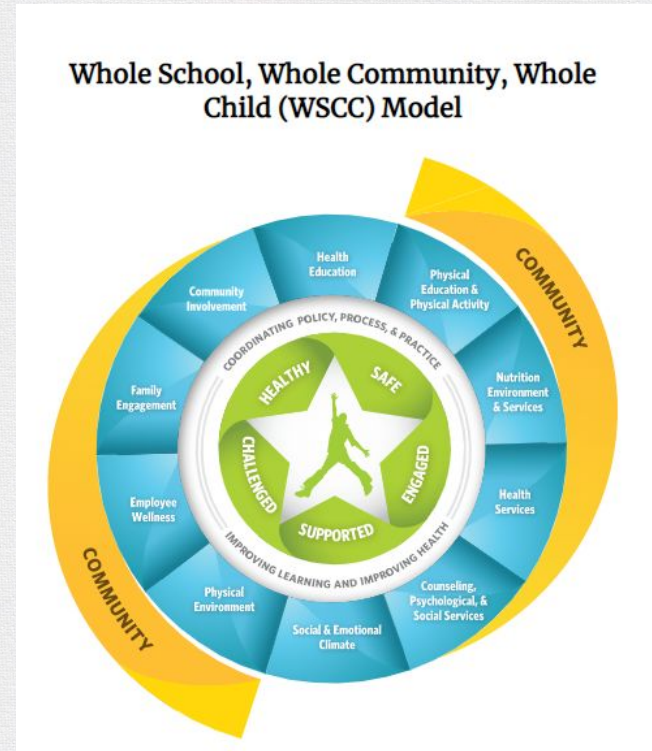 Whole School, Whole Community, Whole
Child (WSCC) Model
COMMUNITY
Health
Education
Physical
Education &
Physical Activity
Nutrition
Environment
& Services
Health
Services
Counseling,
Psychological, &
Social Services
Social & Emotional
Climate
Physical
Environment
Employee
Wellness
Family
Engagement
Community
Involvement
COORDINATING POLICY, PROCESS, & PRACTICE
IMPROVING LEARNING AND IMPROVING HEALTH
HEALTHY
SAFE
ENGAGED
SUPPORTED
CHALLENGED
COMMUNITY